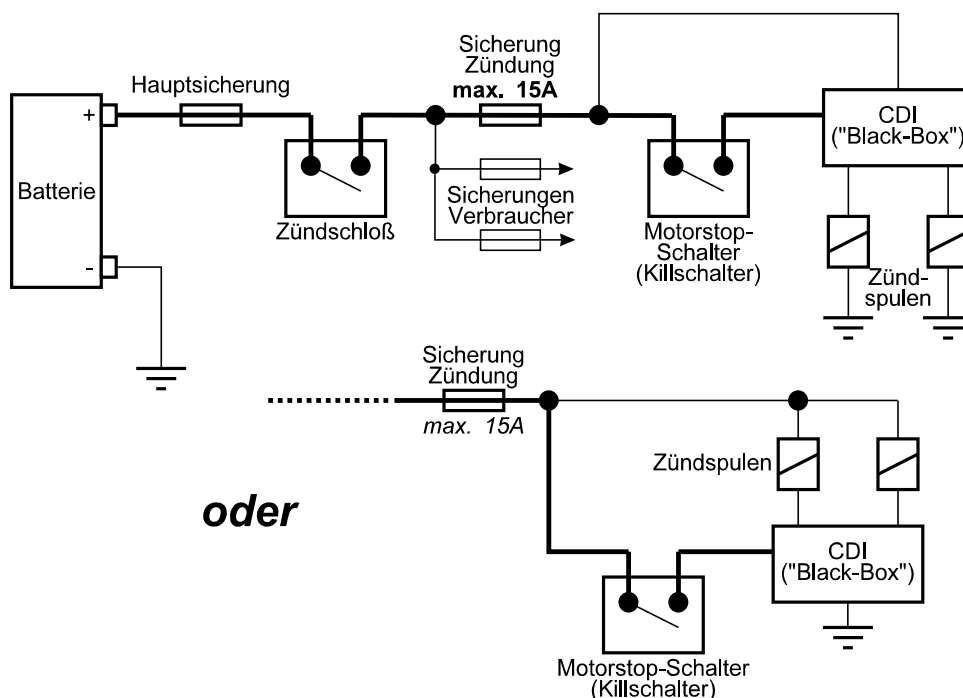 Sicherung
Zündung
max. 15A
Hauptsicherung
CDI
("Black-Box")
+
Batterie
-
Zündschloß
Sicherungen
Verbraucher
Motorstop-
Schalter
(Killschalter)
Zünd-
spulen
Sicherung
Zündung
max. 15A
Zündspulen
oder
CDI
("Black-Box")
Motorstop-Schalter
(Killschalter)